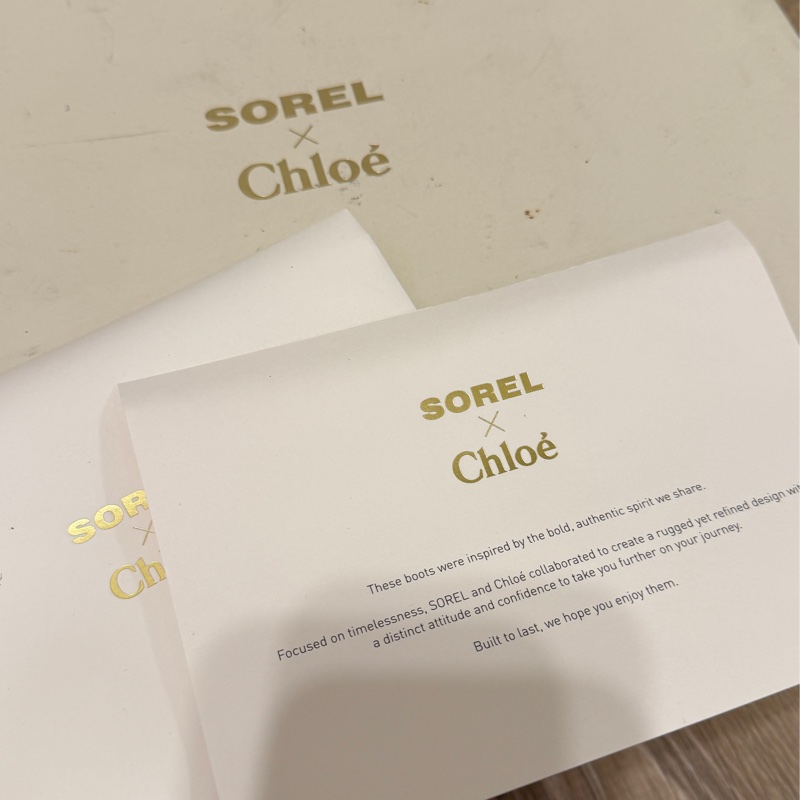 SOREL
×
Chloé
SOREL
×
Chloé
These boots were inspired by the bold, authentic spirit we share.
Focused on timelessness, SOREL and Chloé collaborated to create a rugged yet refined design
a distinct attitude and confidence to take you further on your journey.
Built to last, we hope you enjoy them.
SOR
×
Ch